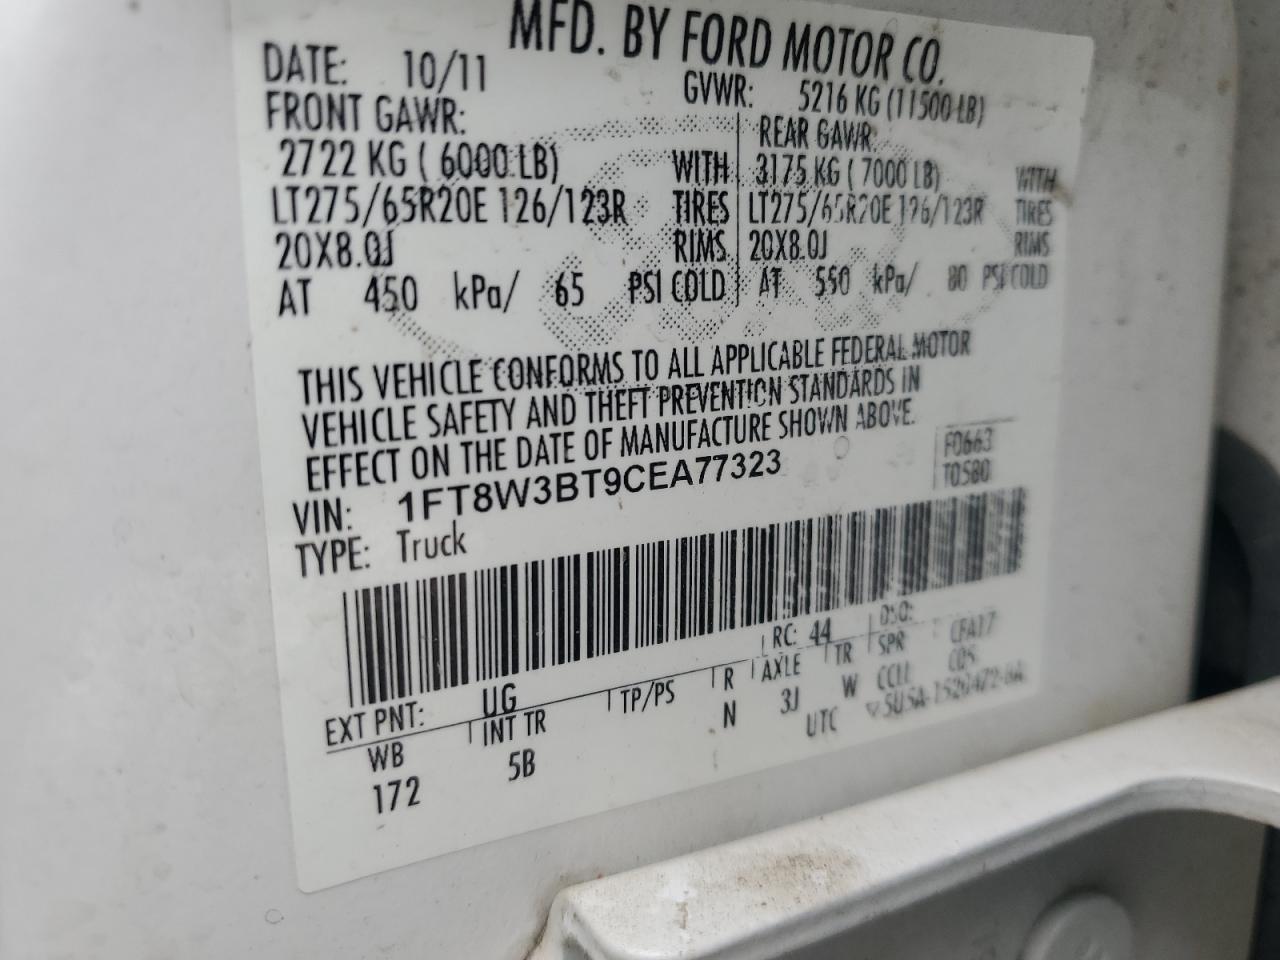 MFD. BY FORD MOTOR CO.
DATE: 10/11 GVWR: 5216 KG (11500 LB)
FRONT GAWR: REAR GAWR:
2722 KG ( 6000 LB) WITH 3175 KG ( 7000 LB) WITH
LT275/65R20E 126/123R TIRES LT275/65R20E 126/123R TIRES
20X8.0J RIMS 20X8.0J RIMS
AT 450 kPa/ 65 PSI COLD AT 550 kPa/ 80 PSI COLD
THIS VEHICLE CONFORMS TO ALL APPLICABLE FEDERAL MOTOR
VEHICLE SAFETY AND THEFT PREVENTION STANDARDS IN
EFFECT ON THE DATE OF MANUFACTURE SHOWN ABOVE.
VIN: 1FT8W3BT9CEA77323 F0663
TYPE: Truck T0580
EXT PNT: UG RC: 44 DSO:
WB INT TR TP/PS R AXLE TR SPR CFA17
172 5B N 3J W CCLL
UTC